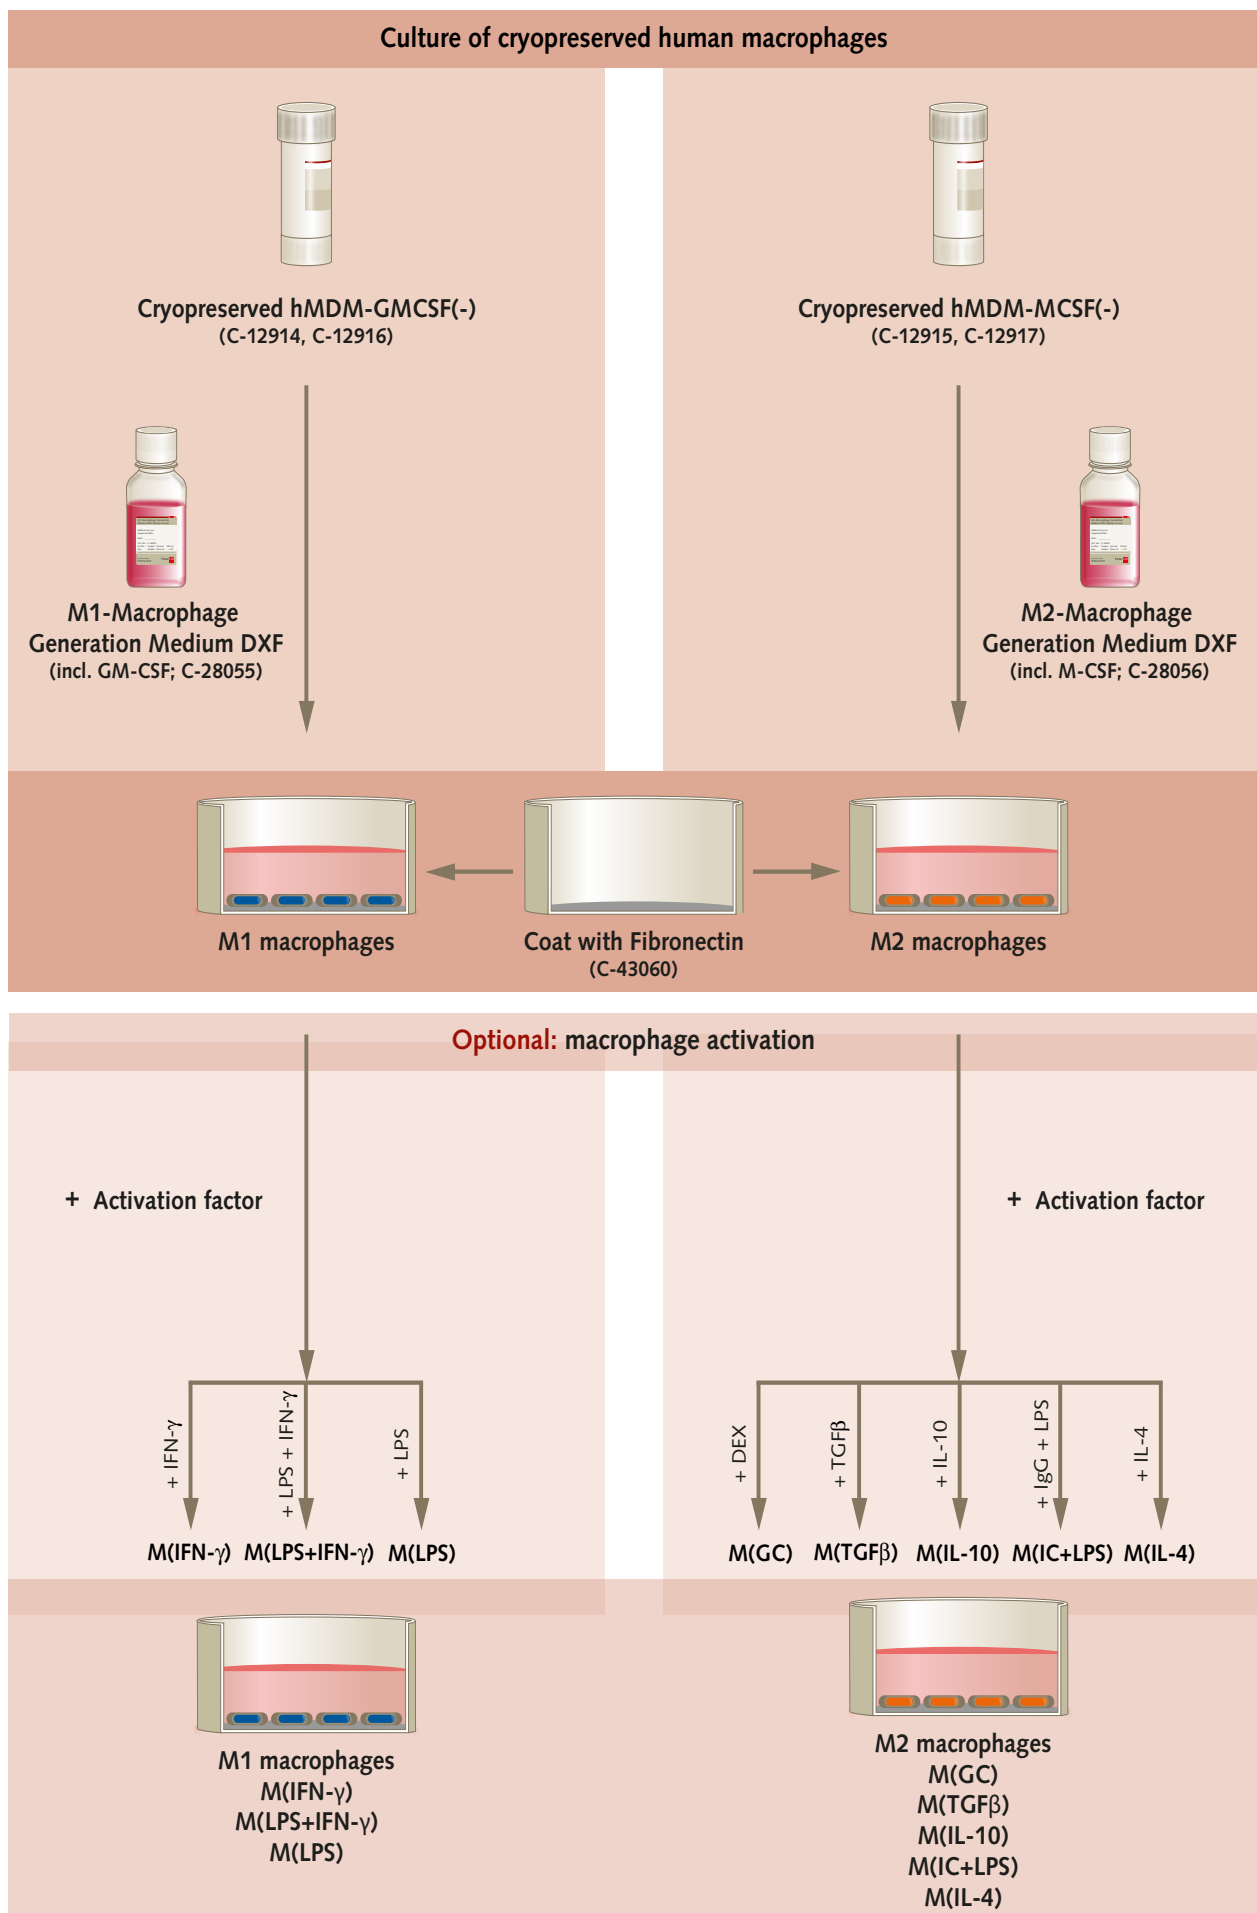 Culture of cryopreserved human macrophages
Cryopreserved hMDM-GMCSF(-)
(C-12914, C-12916)
Cryopreserved hMDM-MCSF(-)
(C-12915, C-12917)
M1-Macrophage
Generation Medium DXF
(incl. GM-CSF; C-28055)
M2-Macrophage
Generation Medium DXF
(incl. M-CSF; C-28056)
M1 macrophages
Coat with Fibronectin
(C-43060)
M2 macrophages
Optional: macrophage activation
+ Activation factor
+ Activation factor
+ IFN-γ
+ LPS + IFN-γ
+ LPS
+ DEX
+ TGFβ
+ IL-10
+ IgG + LPS
+ IL-4
M(IFN-γ) M(LPS+IFN-γ) M(LPS)
M(GC) M(TGFβ) M(IL-10) M(IC+LPS) M(IL-4)
M1 macrophages
M(IFN-γ)
M(LPS+IFN-γ)
M(LPS)
M2 macrophages
M(GC)
M(TGFβ)
M(IL-10)
M(IC+LPS)
M(IL-4)